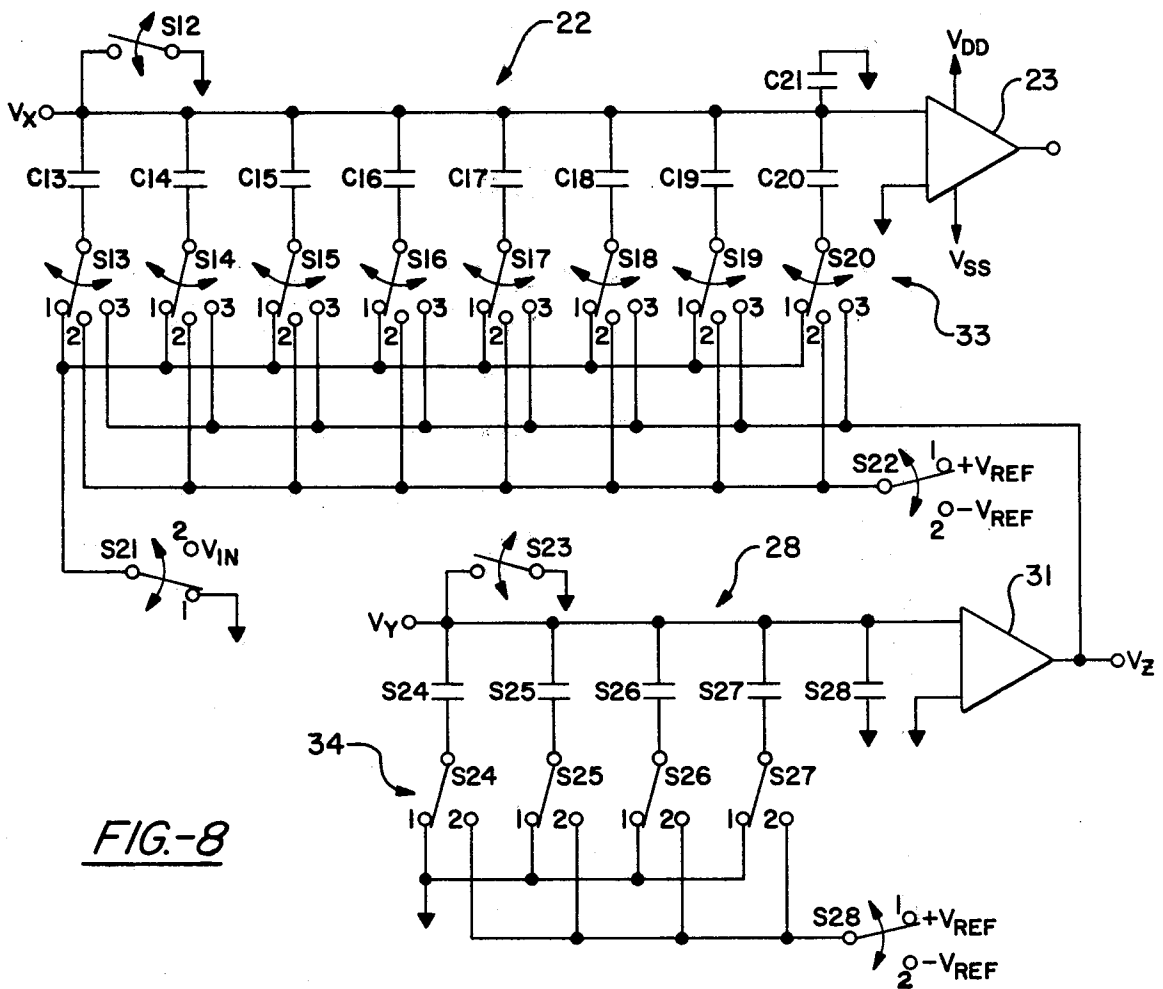 S12
22
VDD
C21
23
VX
C13 C14 C15 C16 C17 C18 C19 C20
S13 S14 S15 S16 S17 S18 S19 S20
VSS
1 3 1 3 1 3 1 3 1 3 1 3 1 3 1 3
2 2 2 2 2 2 2 2
33
S22 1 +VREF
2 -VREF
S21 2 VIN
1
S23
28
31
VY
VZ
S24 S25 S26 S27 S28
34
S24 S25 S26 S27
1 2 1 2 1 2 1 2
FIG.-8
S28 1 +VREF
2 -VREF